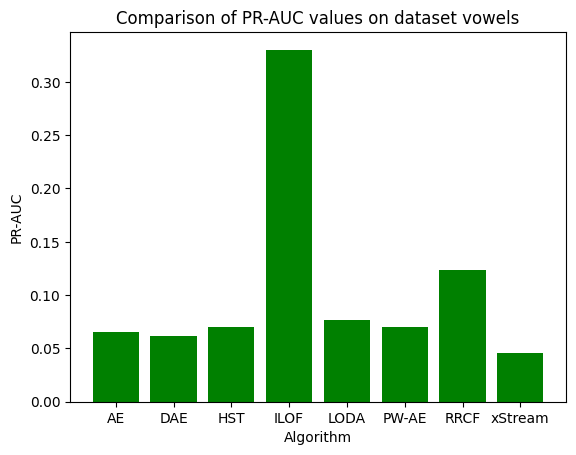 Comparison of PR-AUC values on dataset vowels
PR-AUC
0.30
0.25
0.20
0.15
0.10
0.05
0.00
AE DAE HST ILOF LODA PW-AE RRCF xStream
Algorithm